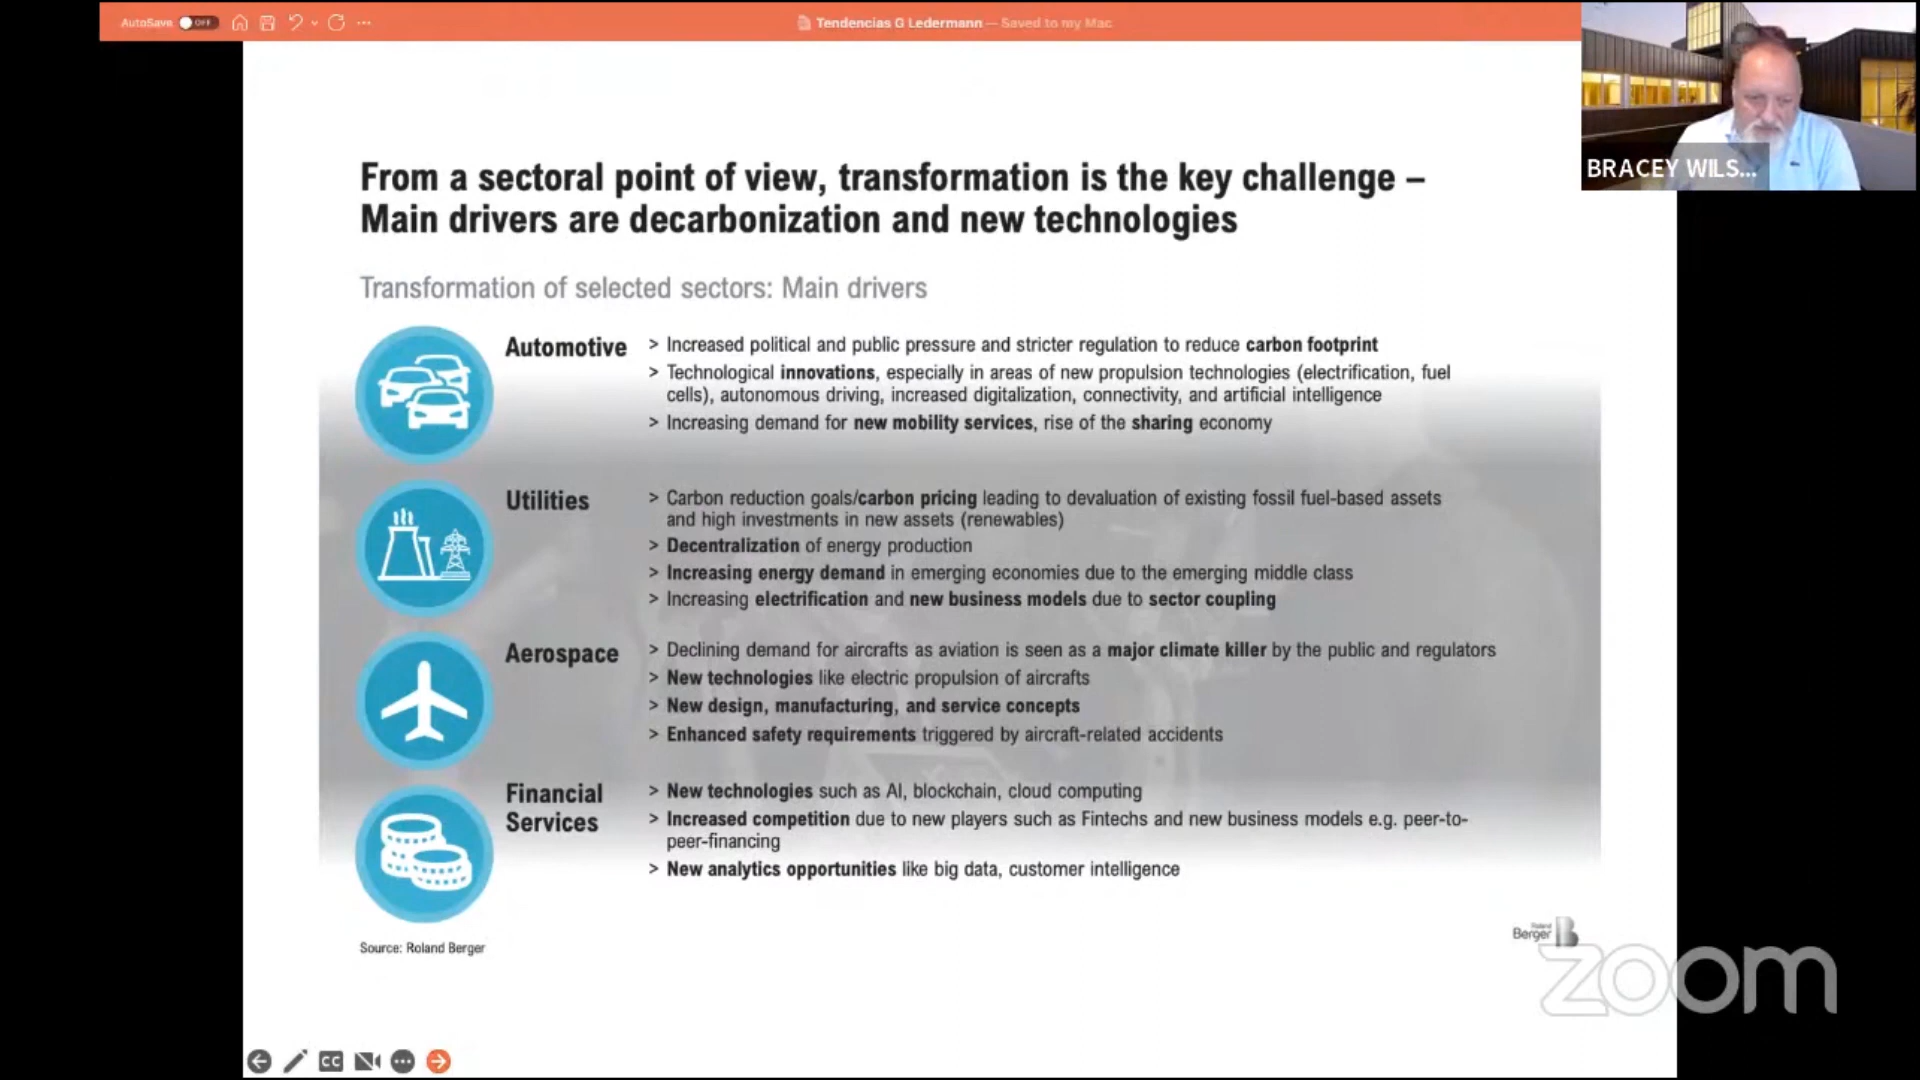 AutoSave OFF
Tendencias G Ledermann — Saved to my Mac
BRACEY WILS...
From a sectoral point of view, transformation is the key challenge –
Main drivers are decarbonization and new technologies
Transformation of selected sectors: Main drivers
Automotive
> Increased political and public pressure and stricter regulation to reduce carbon footprint
> Technological innovations, especially in areas of new propulsion technologies (electrification, fuel
cells), autonomous driving, increased digitalization, connectivity, and artificial intelligence
> Increasing demand for new mobility services, rise of the sharing economy
Utilities
> Carbon reduction goals/carbon pricing leading to devaluation of existing fossil fuel-based assets
and high investments in new assets (renewables)
> Decentralization of energy production
> Increasing energy demand in emerging economies due to the emerging middle class
> Increasing electrification and new business models due to sector coupling
Aerospace
> Declining demand for aircrafts as aviation is seen as a major climate killer by the public and regulators
> New technologies like electric propulsion of aircrafts
> New design, manufacturing, and service concepts
> Enhanced safety requirements triggered by aircraft-related accidents
Financial
Services
> New technologies such as AI, blockchain, cloud computing
> Increased competition due to new players such as Fintechs and new business models e.g. peer-to-
peer-financing
> New analytics opportunities like big data, customer intelligence
Source: Roland Berger
Roland
Berger B
zoom
CC